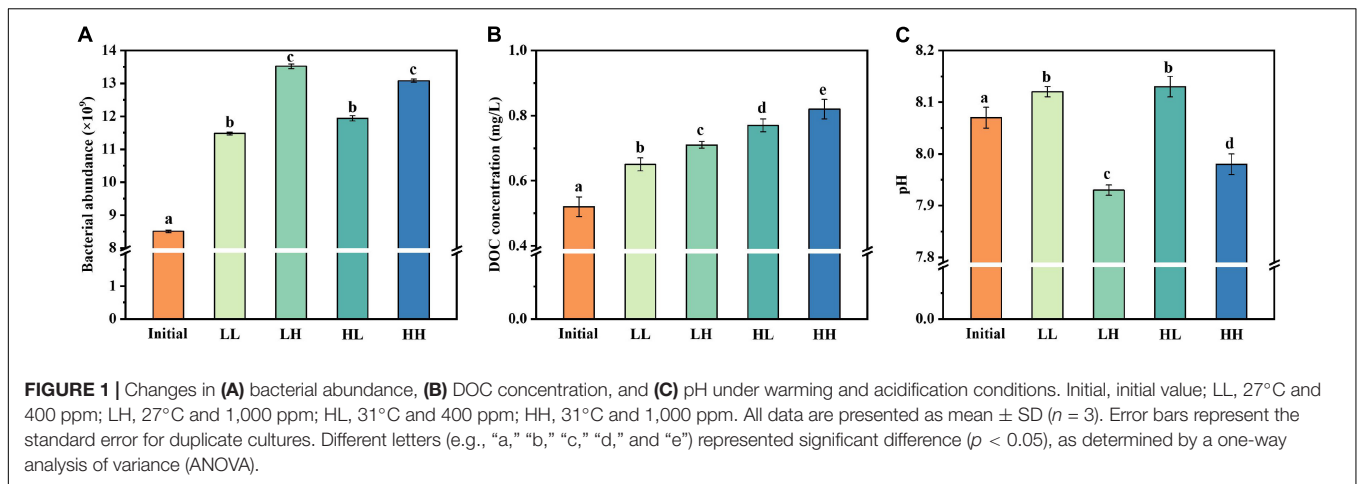 A
Bacterial abundance (×10⁹)
14
13
12
11
10
9
8
1
0
a
b
c
b
c
Initial LL LH HL HH
B
DOC concentration (mg/L)
1.0
0.8
0.6
0.4
0.0
a
b
c
d
e
Initial LL LH HL HH
C
pH
8.2
8.1
8.0
7.9
7.8
0.0
a
b
c
b
d
Initial LL LH HL HH
FIGURE 1 | Changes in (A) bacterial abundance, (B) DOC concentration, and (C) pH under warming and acidification conditions. Initial, initial value; LL, 27°C and
400 ppm; LH, 27°C and 1,000 ppm; HL, 31°C and 400 ppm; HH, 31°C and 1,000 ppm. All data are presented as mean ± SD (n = 3). Error bars represent the
standard error for duplicate cultures. Different letters (e.g., “a,” “b,” “c,” “d,” and “e”) represented significant difference (p < 0.05), as determined by a one-way
analysis of variance (ANOVA).